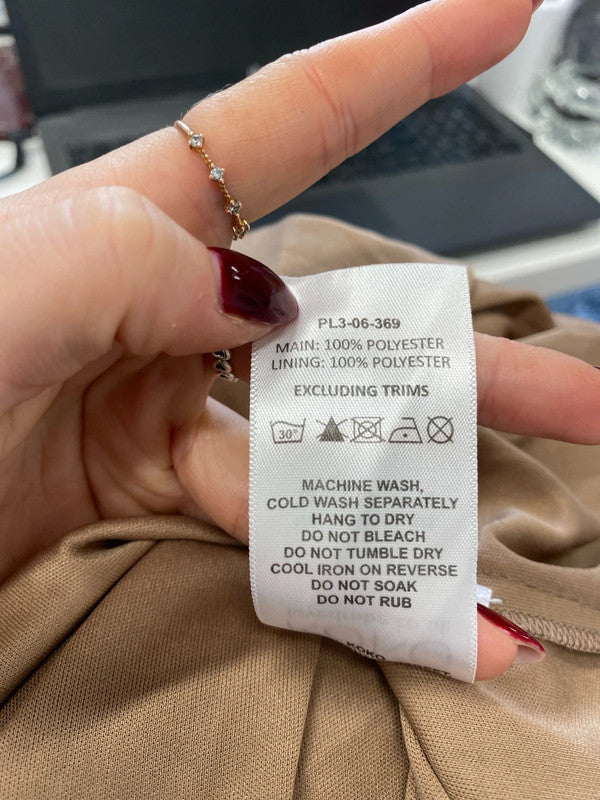 PL3-06-369
MAIN: 100% POLYESTER
LINING: 100% POLYESTER
EXCLUDING TRIMS
30°
MACHINE WASH,
COLD WASH SEPARATELY
HANG TO DRY
DO NOT BLEACH
DO NOT TUMBLE DRY
COOL IRON ON REVERSE
DO NOT SOAK
DO NOT RUB
KOKO